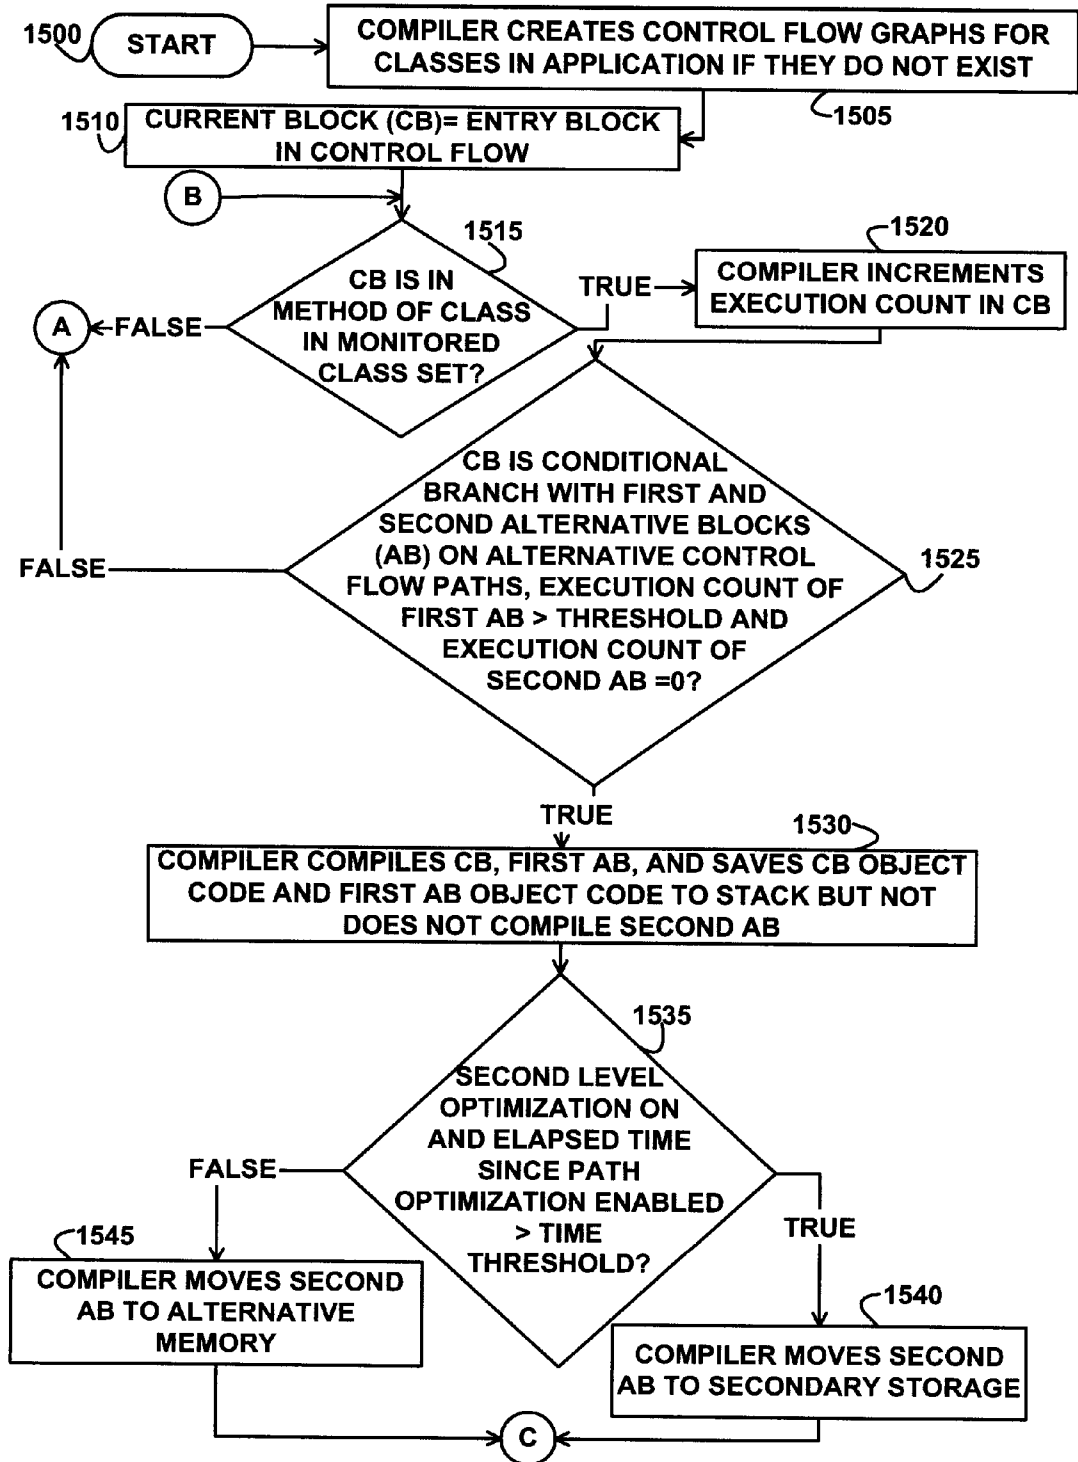 1500
START
COMPILER CREATES CONTROL FLOW GRAPHS FOR
CLASSES IN APPLICATION IF THEY DO NOT EXIST
1505
1510
CURRENT BLOCK (CB)= ENTRY BLOCK
IN CONTROL FLOW
B
1515
CB IS IN
METHOD OF CLASS
IN MONITORED
CLASS SET?
TRUE
1520
COMPILER INCREMENTS
EXECUTION COUNT IN CB
A
FALSE
CB IS CONDITIONAL
BRANCH WITH FIRST AND
SECOND ALTERNATIVE BLOCKS
(AB) ON ALTERNATIVE CONTROL
FLOW PATHS, EXECUTION COUNT OF
FIRST AB > THRESHOLD AND
EXECUTION COUNT OF
SECOND AB =0?
1525
FALSE
TRUE
1530
COMPILER COMPILES CB, FIRST AB, AND SAVES CB OBJECT
CODE AND FIRST AB OBJECT CODE TO STACK BUT NOT
DOES NOT COMPILE SECOND AB
1535
SECOND LEVEL
OPTIMIZATION ON
AND ELAPSED TIME
SINCE PATH
OPTIMIZATION ENABLED
> TIME
THRESHOLD?
FALSE
TRUE
1545
COMPILER MOVES SECOND
AB TO ALTERNATIVE
MEMORY
1540
COMPILER MOVES SECOND
AB TO SECONDARY STORAGE
C